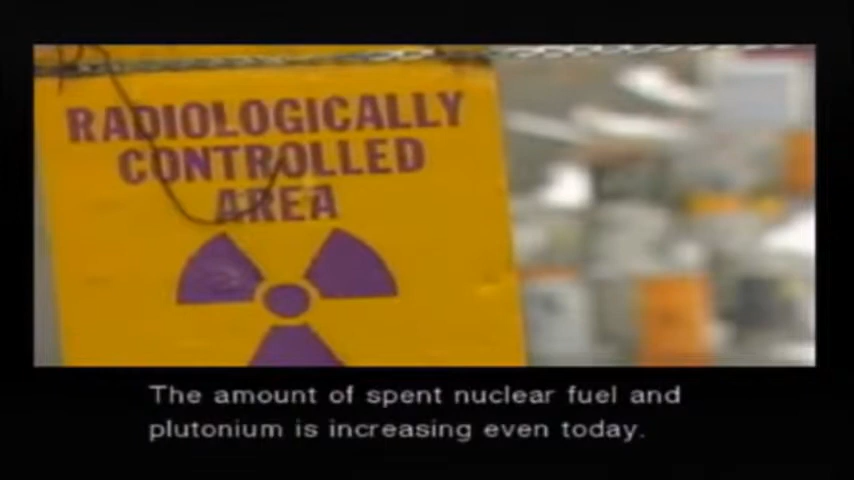 RADIOLOGICALLY
CONTROLLED
AREA
The amount of spent nuclear fuel and
plutonium is increasing even today.